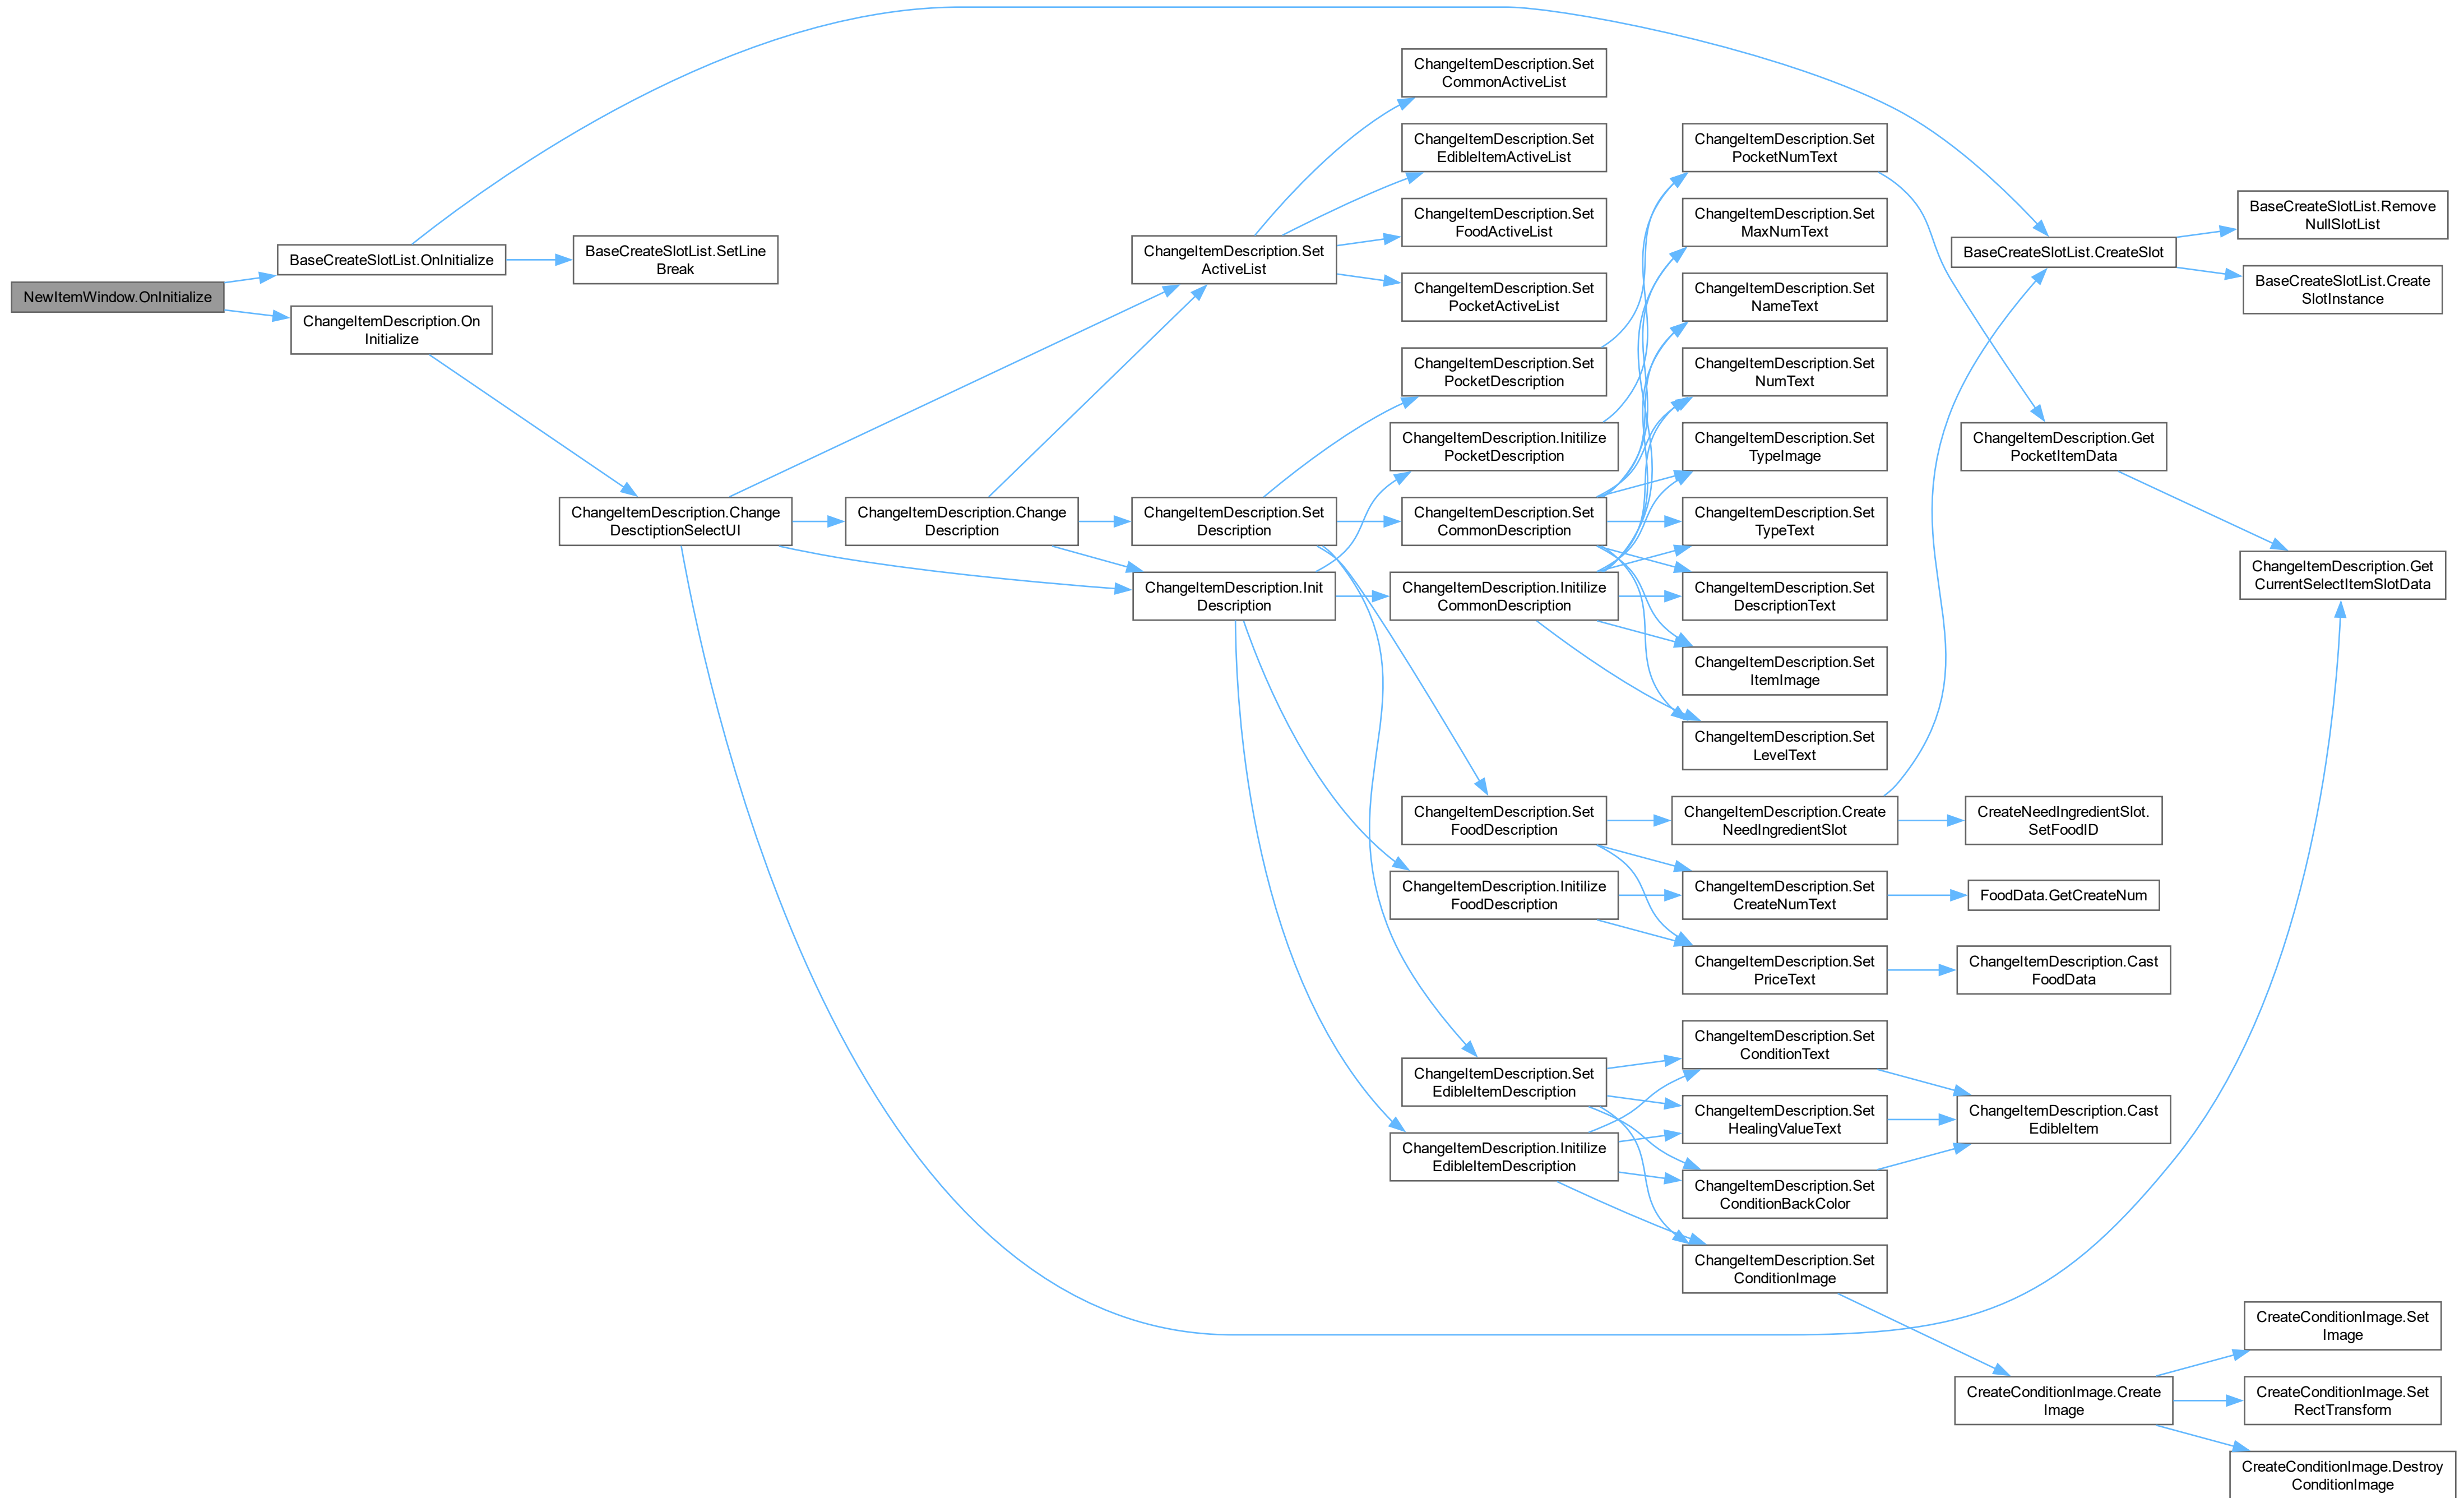 NewItemWindow.OnInitialize
BaseCreateSlotList.OnInitialize
ChangeItemDescription.On
Initialize
BaseCreateSlotList.SetLine
Break
ChangeItemDescription.Change
DesctiptionSelectUI
ChangeItemDescription.Change
Description
ChangeItemDescription.Set
ActiveList
ChangeItemDescription.Set
Description
ChangeItemDescription.Init
Description
ChangeItemDescription.Set
CommonActiveList
ChangeItemDescription.Set
EdibleItemActiveList
ChangeItemDescription.Set
FoodActiveList
ChangeItemDescription.Set
PocketActiveList
ChangeItemDescription.Set
PocketDescription
ChangeItemDescription.Initilize
PocketDescription
ChangeItemDescription.Set
CommonDescription
ChangeItemDescription.Initilize
CommonDescription
ChangeItemDescription.Set
FoodDescription
ChangeItemDescription.Initilize
FoodDescription
ChangeItemDescription.Set
EdibleItemDescription
ChangeItemDescription.Initilize
EdibleItemDescription
ChangeItemDescription.Set
PocketNumText
ChangeItemDescription.Set
MaxNumText
ChangeItemDescription.Set
NameText
ChangeItemDescription.Set
NumText
ChangeItemDescription.Set
TypeImage
ChangeItemDescription.Set
TypeText
ChangeItemDescription.Set
DescriptionText
ChangeItemDescription.Set
ItemImage
ChangeItemDescription.Set
LevelText
ChangeItemDescription.Create
NeedIngredientSlot
ChangeItemDescription.Set
CreateNumText
ChangeItemDescription.Set
PriceText
ChangeItemDescription.Set
ConditionText
ChangeItemDescription.Set
HealingValueText
ChangeItemDescription.Set
ConditionBackColor
ChangeItemDescription.Set
ConditionImage
BaseCreateSlotList.CreateSlot
ChangeItemDescription.Get
PocketItemData
CreateNeedIngredientSlot.
SetFoodID
FoodData.GetCreateNum
ChangeItemDescription.Cast
FoodData
ChangeItemDescription.Cast
EdibleItem
CreateConditionImage.Create
Image
BaseCreateSlotList.Remove
NullSlotList
BaseCreateSlotList.Create
SlotInstance
ChangeItemDescription.Get
CurrentSelectItemSlotData
CreateConditionImage.Set
Image
CreateConditionImage.Set
RectTransform
CreateConditionImage.Destroy
ConditionImage